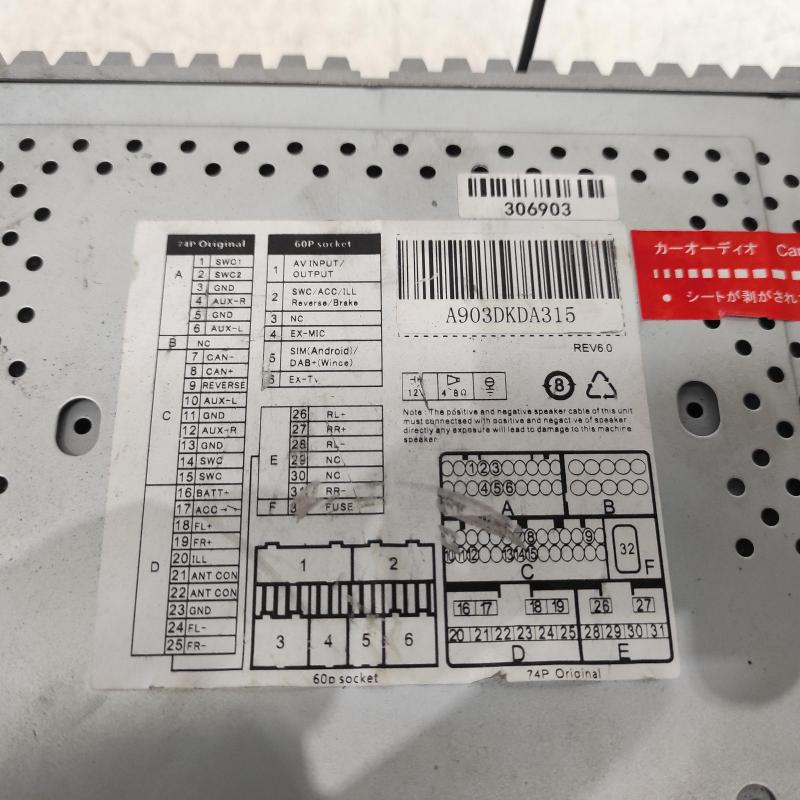 306903
カーオーディオ Car
● シートが剥がされ
74P Original
A
1 SWC1
2 SWC2
3 GND
4 AUX-R
5 GND
6 AUX-L
B NC
C
7 CAN-
8 CAN+
9 REVERSE
10 AUX-L
11 GND
12 AUX+R
13 GND
14 SWC
15 SWC
D
16 BATT+
17 ACC
18 FL+
19 FR+
20 ILL
21 ANT CON
22 ANT CON
23 GND
24 FL-
25 FR-
60P socket
1 AV INPUT/
OUTPUT
2 SWC/ACC/ILL
Reverse/Brake
3 NC
4 EX-MIC
5 SIM(Android)/
DAB+(Wince)
6 Ex-Tv
E
26 RL+
27 RR+
28 RL-
29 NC
30 NC
31 RR-
F FUSE
1 2
3 4 5 6
60p socket
A903DKDA315
REV6.0
12V 4~8Ω
8
Note: The positive and negative speaker cable of this unit
must connected with positive and negactive of speaker
directly any exposure will lead to damage to this machine
speaker.
1 2 3
4 5 6
A B
8 9
10 11 12 13 14 15
C
32 F
16 17 18 19 26 27
20 21 22 23 24 25 28 29 30 31
D E
74P Original